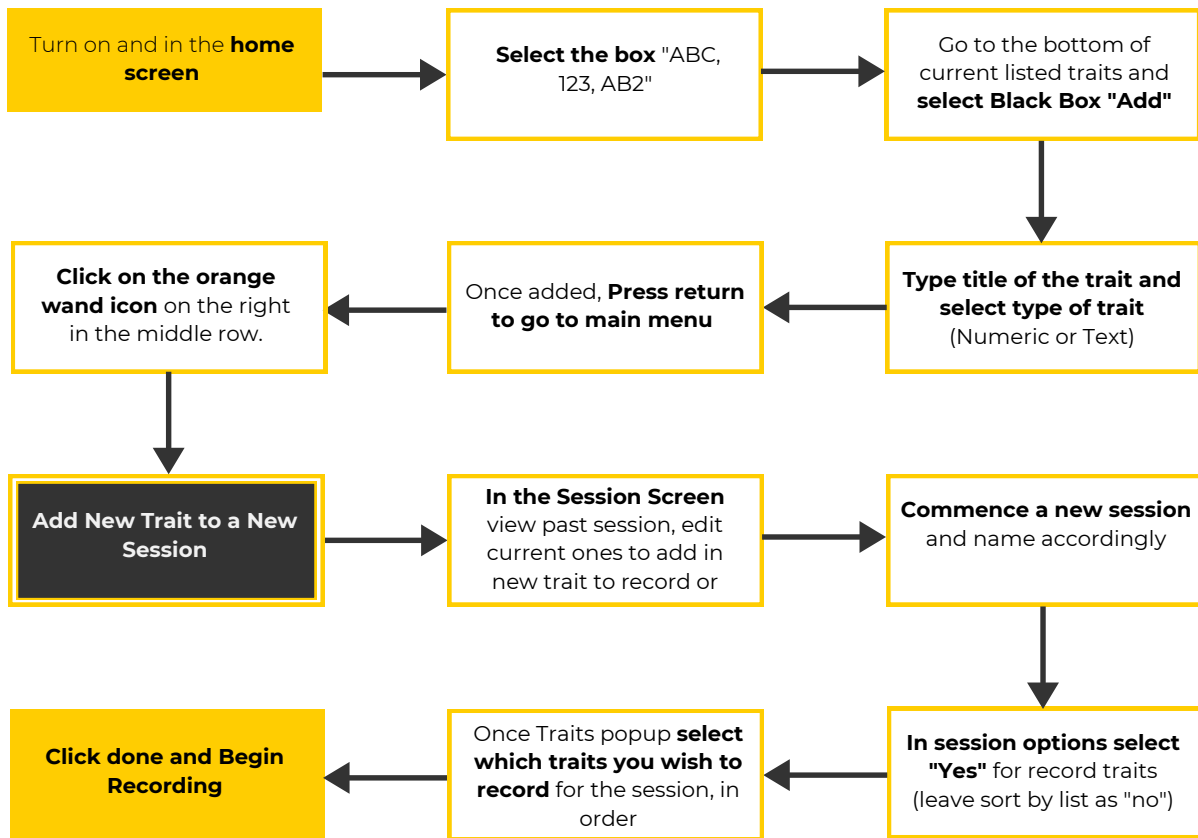 Turn on and in the home
screen
Select the box "ABC,
123, AB2"
Go to the bottom of
current listed traits and
select Black Box "Add"
Type title of the trait and
select type of trait
(Numeric or Text)
Once added, Press return
to go to main menu
Click on the orange
wand icon on the right
in the middle row.
Add New Trait to a New
Session
In the Session Screen
view past session, edit
current ones to add in
new trait to record or
Commence a new session
and name accordingly
In session options select
"Yes" for record traits
(leave sort by list as "no")
Once Traits popup select
which traits you wish to
record for the session, in
order
Click done and Begin
Recording